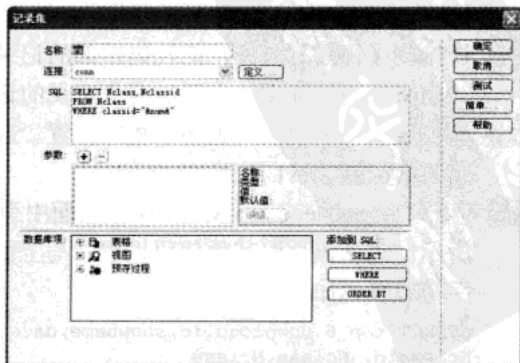 记录集
名称:
确定
连接: conn 定义...
取消
SQL: SELECT Nclass,Nclassid
FROM Nclass
测试
WHERE classid=
简单...
帮助
参数: + -
名称:
类型:
值:
默认值:
数据库项:
表格
视图
预存过程
添加到 SQL:
SELECT
WHERE
ORDER BY